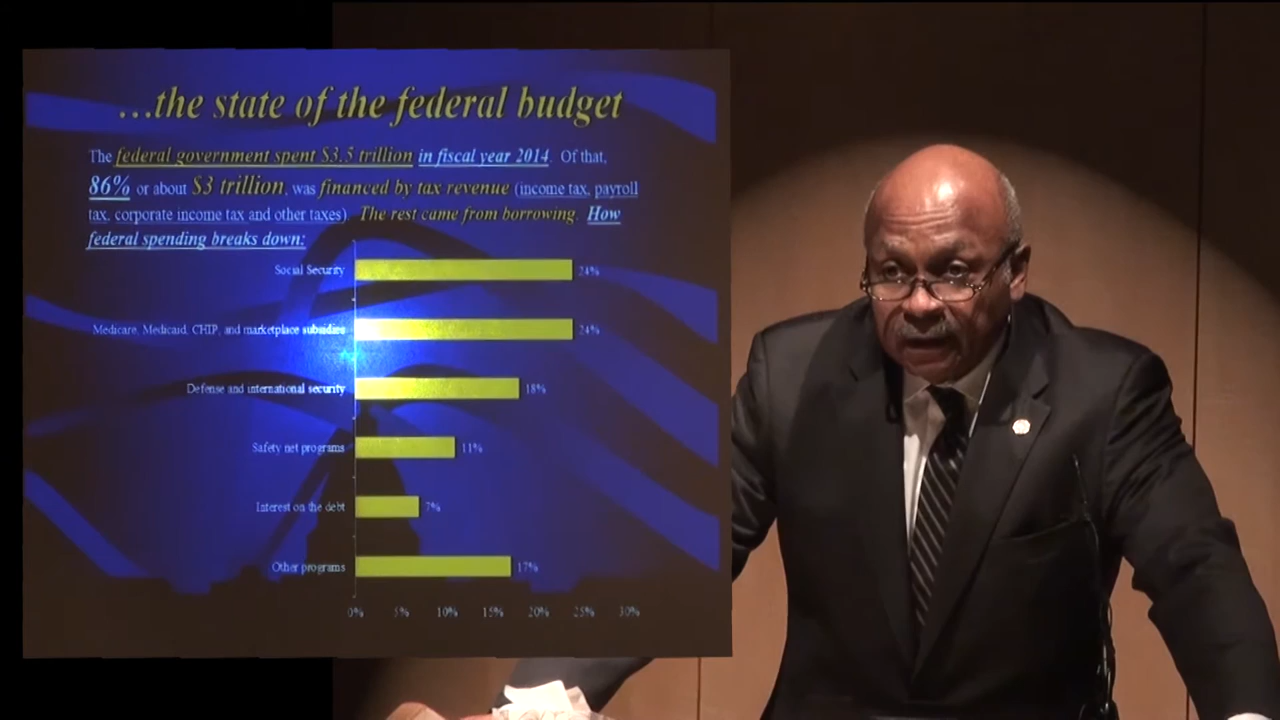 …the state of the federal budget
The federal government spent $3.5 trillion in fiscal year 2014. Of that,
86% or about $3 trillion, was financed by tax revenue (income tax, payroll
tax, corporate income tax and other taxes). The rest came from borrowing. How
federal spending breaks down:
Social Security 24%
Medicare, Medicaid, CHIP, and marketplace subsidies 24%
Defense and international security 18%
Safety net programs 11%
Interest on the debt 7%
Other programs 17%
0% 5% 10% 15% 20% 25% 30%